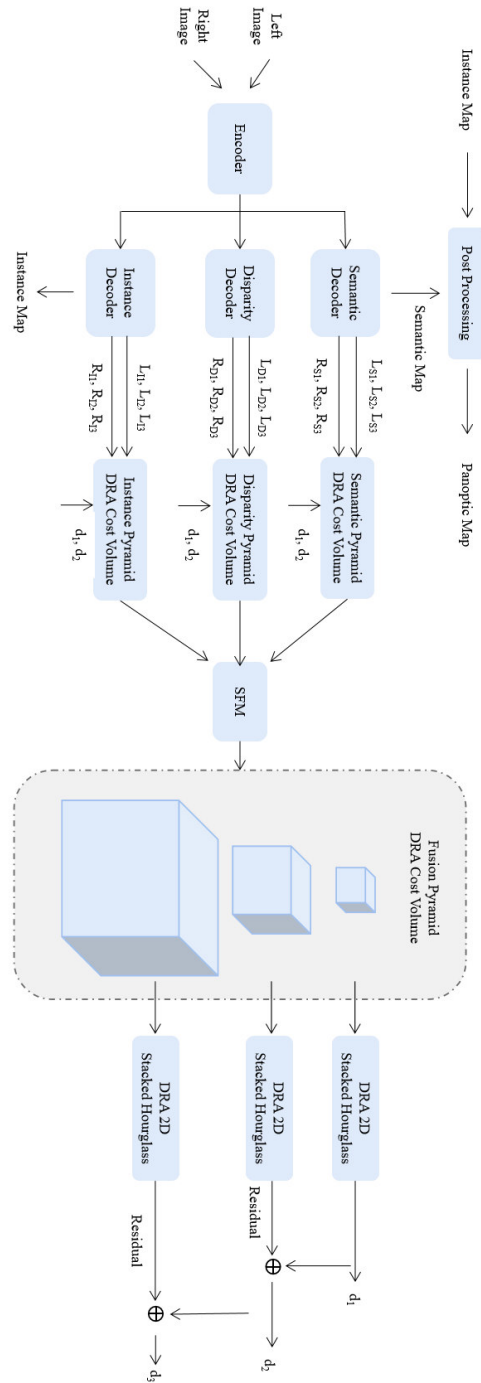 Instance Map
Post Processing
Panoptic Map
Semantic Map
Left
Image
Right
Image
Encoder
Semantic
Decoder
L_S1, L_S2, L_S3
R_S1, R_S2, R_S3
Semantic Pyramid
DRA Cost Volume
d_1, d_2
Disparity
Decoder
L_D1, L_D2, L_D3
R_D1, R_D2, R_D3
Disparity Pyramid
DRA Cost Volume
d_1, d_2
Instance
Decoder
L_I1, L_I2, L_I3
R_I1, R_I2, R_I3
Instance Pyramid
DRA Cost Volume
d_1, d_2
Instance Map
SFM
Fusion Pyramid
DRA Cost Volume
DRA 2D
Stacked Hourglass
d_1
DRA 2D
Stacked Hourglass
Residual
⊕
d_2
DRA 2D
Stacked Hourglass
Residual
⊕
d_3